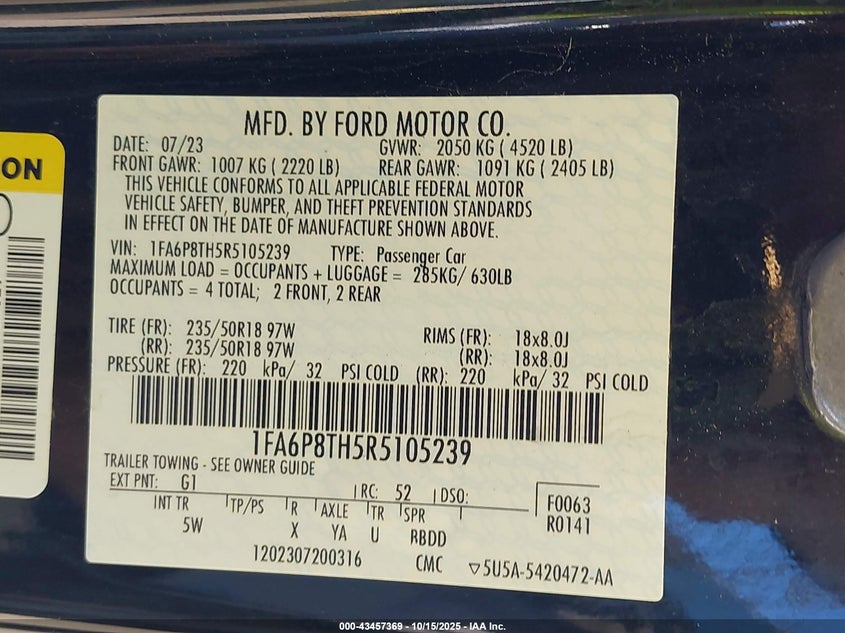 MFD. BY FORD MOTOR CO.
DATE: 07/23 GVWR: 2050 KG ( 4520 LB)
FRONT GAWR: 1007 KG ( 2220 LB) REAR GAWR: 1091 KG ( 2405 LB)
THIS VEHICLE CONFORMS TO ALL APPLICABLE FEDERAL MOTOR
VEHICLE SAFETY, BUMPER, AND THEFT PREVENTION STANDARDS
IN EFFECT ON THE DATE OF MANUFACTURE SHOWN ABOVE.
VIN: 1FA6P8TH5R5105239 TYPE: Passenger Car
MAXIMUM LOAD = OCCUPANTS + LUGGAGE = 285KG/ 630LB
OCCUPANTS = 4 TOTAL; 2 FRONT, 2 REAR
TIRE (FR): 235/50R18 97W RIMS (FR): 18x8.0J
(RR): 235/50R18 97W (RR): 18x8.0J
PRESSURE (FR): 220 kPa/ 32 PSI COLD (RR): 220 kPa/ 32 PSI COLD
1FA6P8TH5R5105239
TRAILER TOWING - SEE OWNER GUIDE
EXT PNT: G1 RC: 52 DSO: F0063
INT TR TP/PS R AXLE TR SPR R0141
5W X YA U RBDD
1202307200316 CMC ▽5U5A-5420472-AA
ON
000-43457369 - 10/15/2025 - IAA Inc.